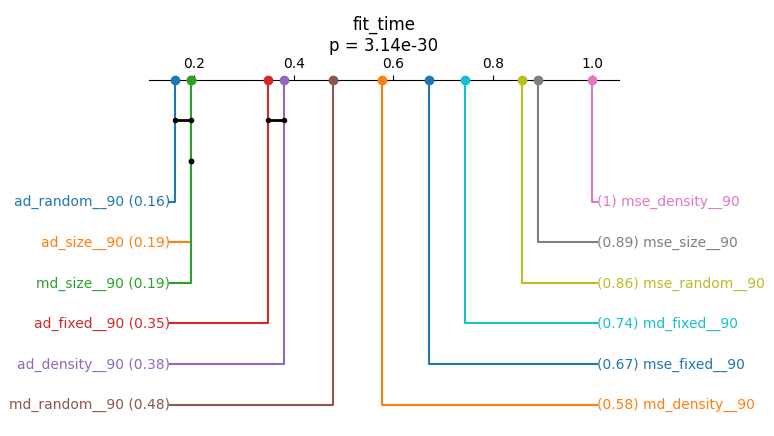 fit_time
p = 3.14e-30
0.2 0.4 0.6 0.8 1.0
ad_random__90 (0.16)
(1) mse_density__90
ad_size__90 (0.19)
(0.89) mse_size__90
md_size__90 (0.19)
(0.86) mse_random__90
ad_fixed__90 (0.35)
(0.74) md_fixed__90
ad_density__90 (0.38)
(0.67) mse_fixed__90
md_random__90 (0.48)
(0.58) md_density__90